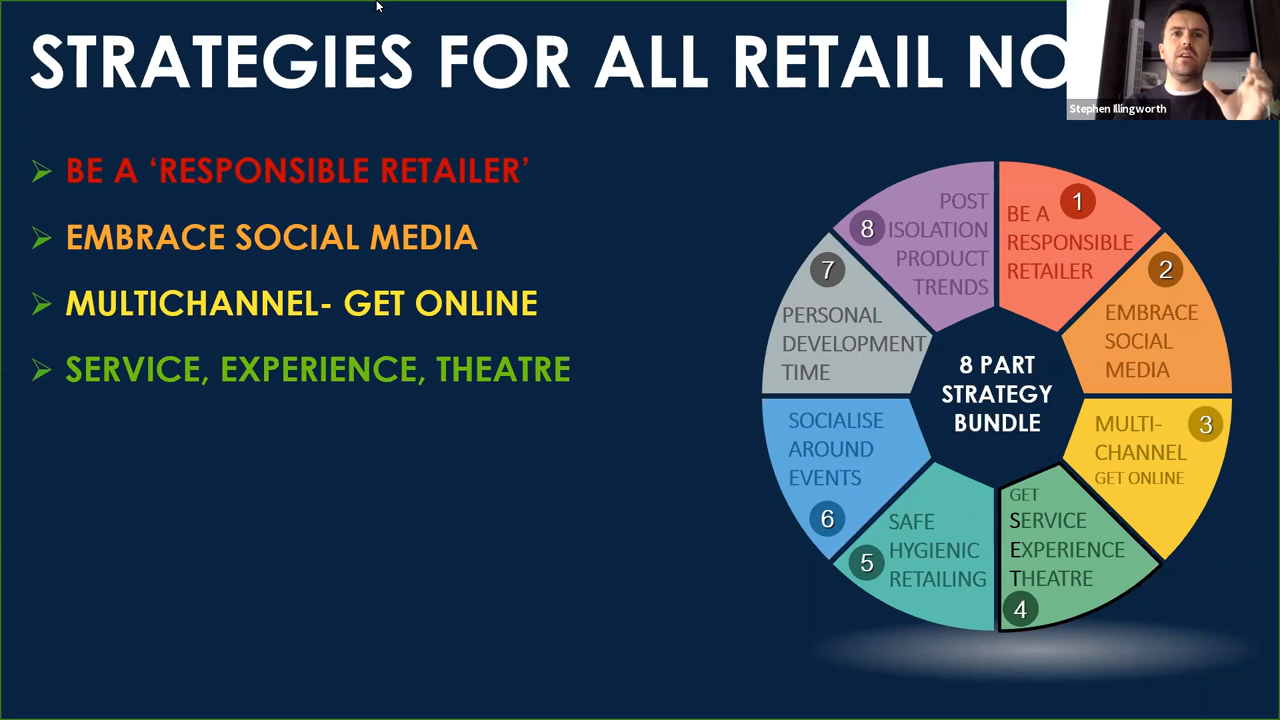 STRATEGIES FOR ALL RETAIL NO
Stephen Illingworth
BE A ‘RESPONSIBLE RETAILER’
EMBRACE SOCIAL MEDIA
MULTICHANNEL- GET ONLINE
SERVICE, EXPERIENCE, THEATRE
8 PART
STRATEGY
BUNDLE
1
BE A
RESPONSIBLE
RETAILER
2
EMBRACE
SOCIAL
MEDIA
3
MULTI-
CHANNEL
GET ONLINE
GET
SERVICE
EXPERIENCE
THEATRE
4
SAFE
HYGIENIC
RETAILING
5
SOCIALISE
AROUND
EVENTS
6
7
PERSONAL
DEVELOPMENT
TIME
8
POST
ISOLATION
PRODUCT
TRENDS